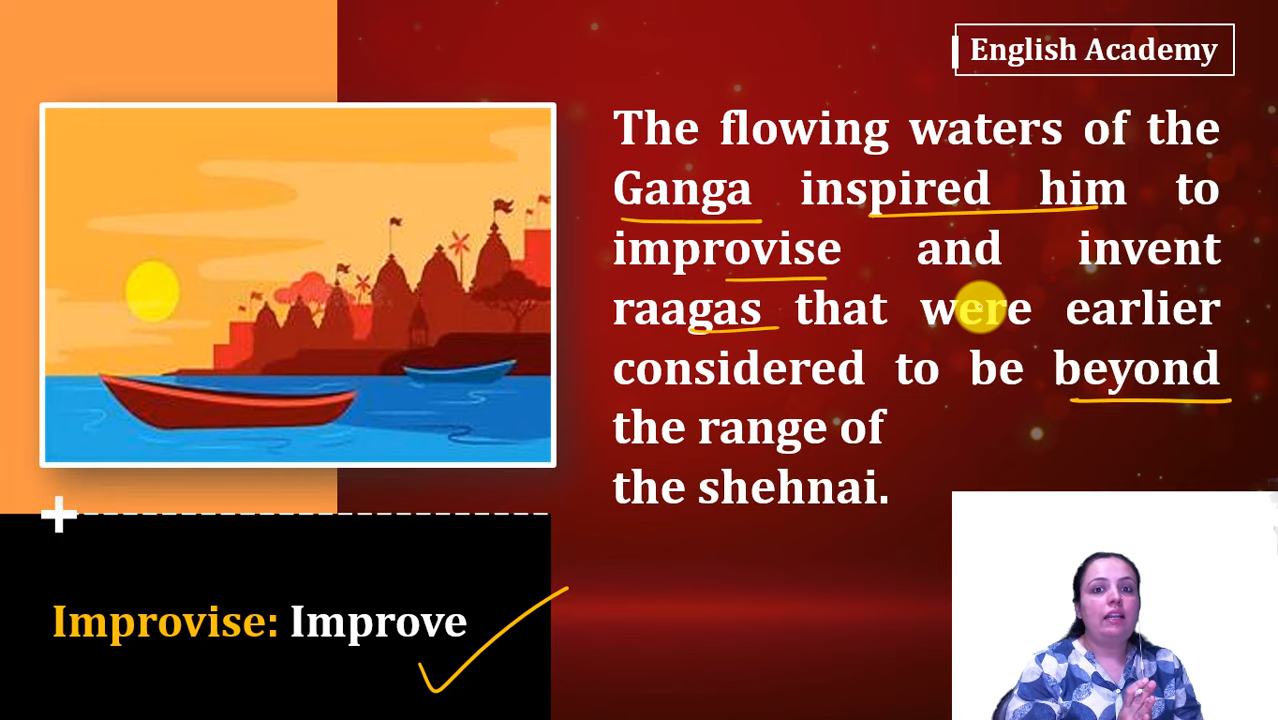 English Academy
The flowing waters of the
Ganga inspired him to
improvise and invent
raagas that were earlier
considered to be beyond
the range of
the shehnai.
Improvise: Improve